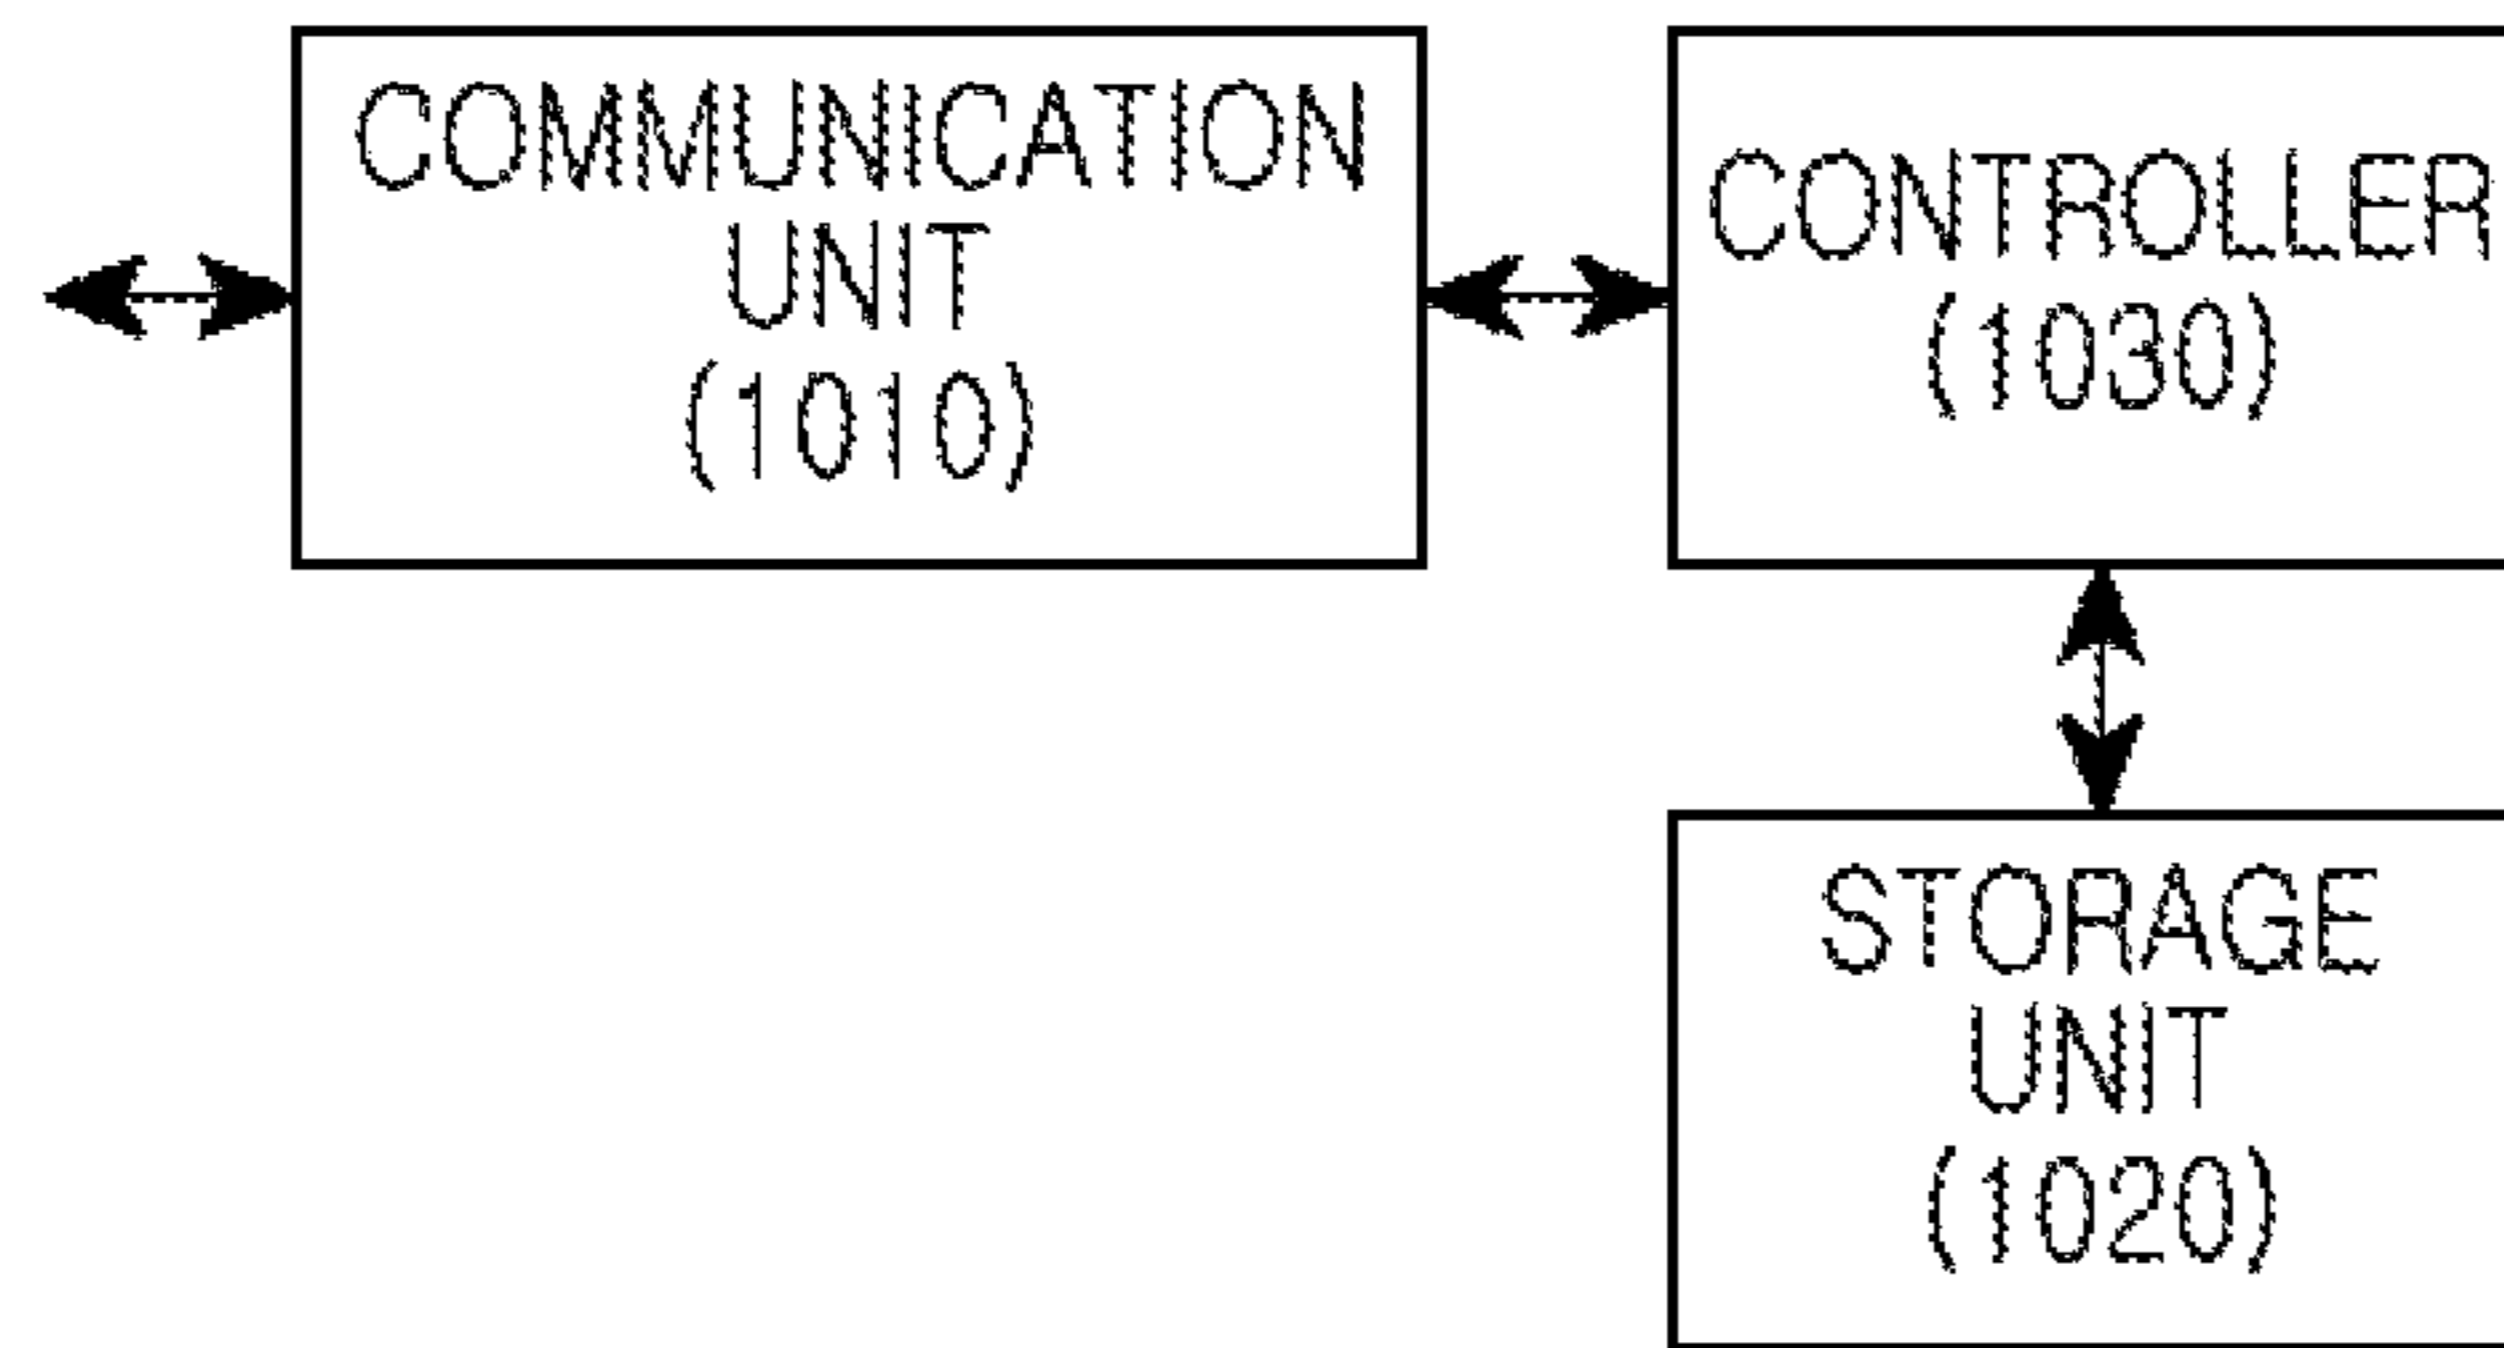 COMMUNICATION
UNIT
(1010)
CONTROLLER
(1030)
STORAGE
UNIT
(1020)